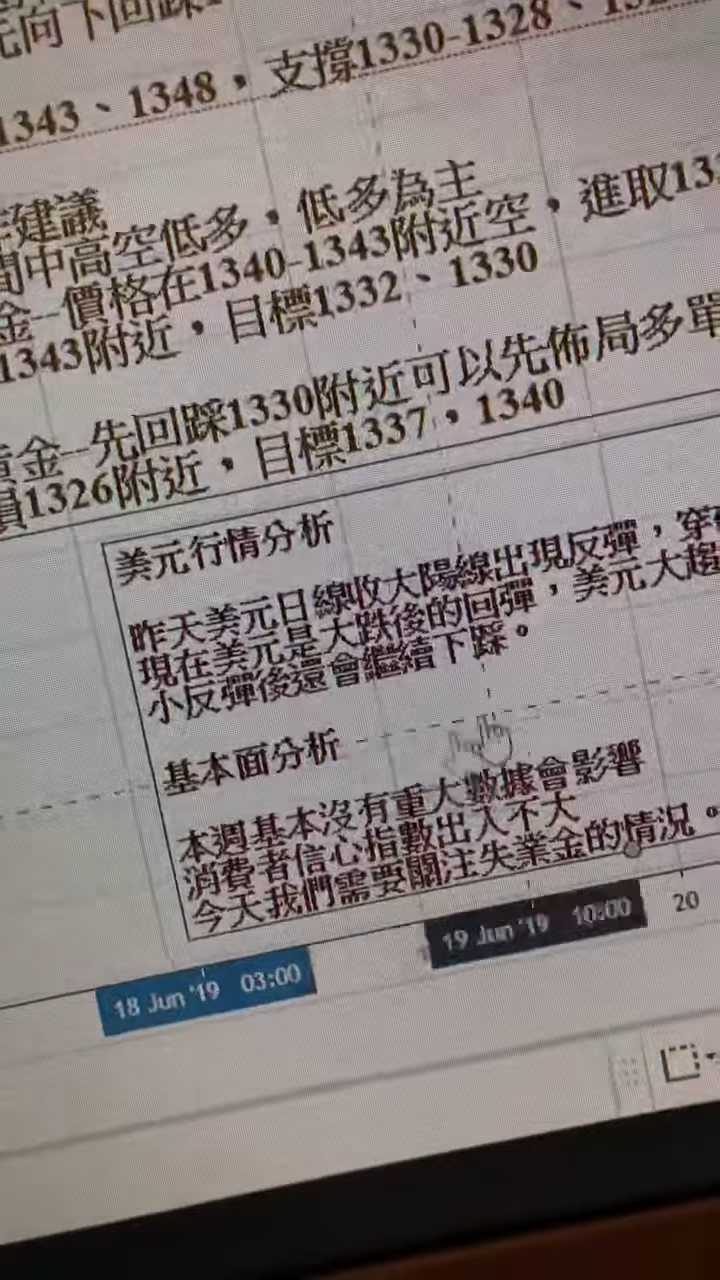 先向下回踩1
1343、1348，支撐1330-1328、132
建議
間中高空低多，低多為主
金--價格在1340-1343附近空，進取13
1343附近，目標1332、1330
金--先回踩1330附近可以先佈局多單
損1326附近，目標1337，1340
美元行情分析
昨天美元日線收大陽線出現反彈，穿
現在美元是大跌後的回彈，美元大趨
小反彈後還會繼續下踩。
基本面分析
本週基本沒有重大數據會影響
消費者信心指數出入不大
今天我們需要關注失業金的情況。
18 Jun '19 03:00
19 Jun '19 10:00
20